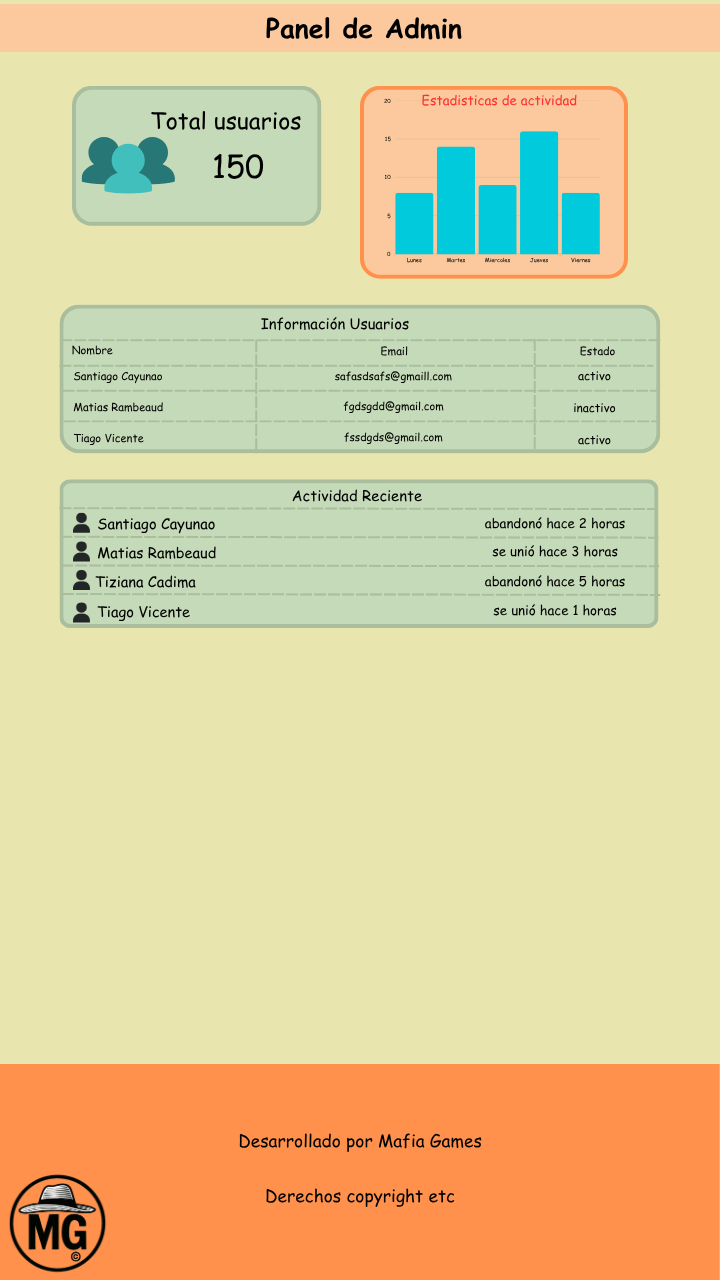 Panel de Admin
Total usuarios
150
Estadisticas de actividad
20
15
10
5
0
Lunes Martes Miercoles Jueves Viernes
Información Usuarios
Nombre Email Estado
Santiago Cayunao safasdsafs@gmaill.com activo
Matias Rambeaud fgdsgdd@gmail.com inactivo
Tiago Vicente fssdgds@gmail.com activo
Actividad Reciente
Santiago Cayunao abandonó hace 2 horas
Matias Rambeaud se unió hace 3 horas
Tiziana Cadima abandonó hace 5 horas
Tiago Vicente se unió hace 1 horas
Desarrollado por Mafia Games
Derechos copyright etc
MG
©